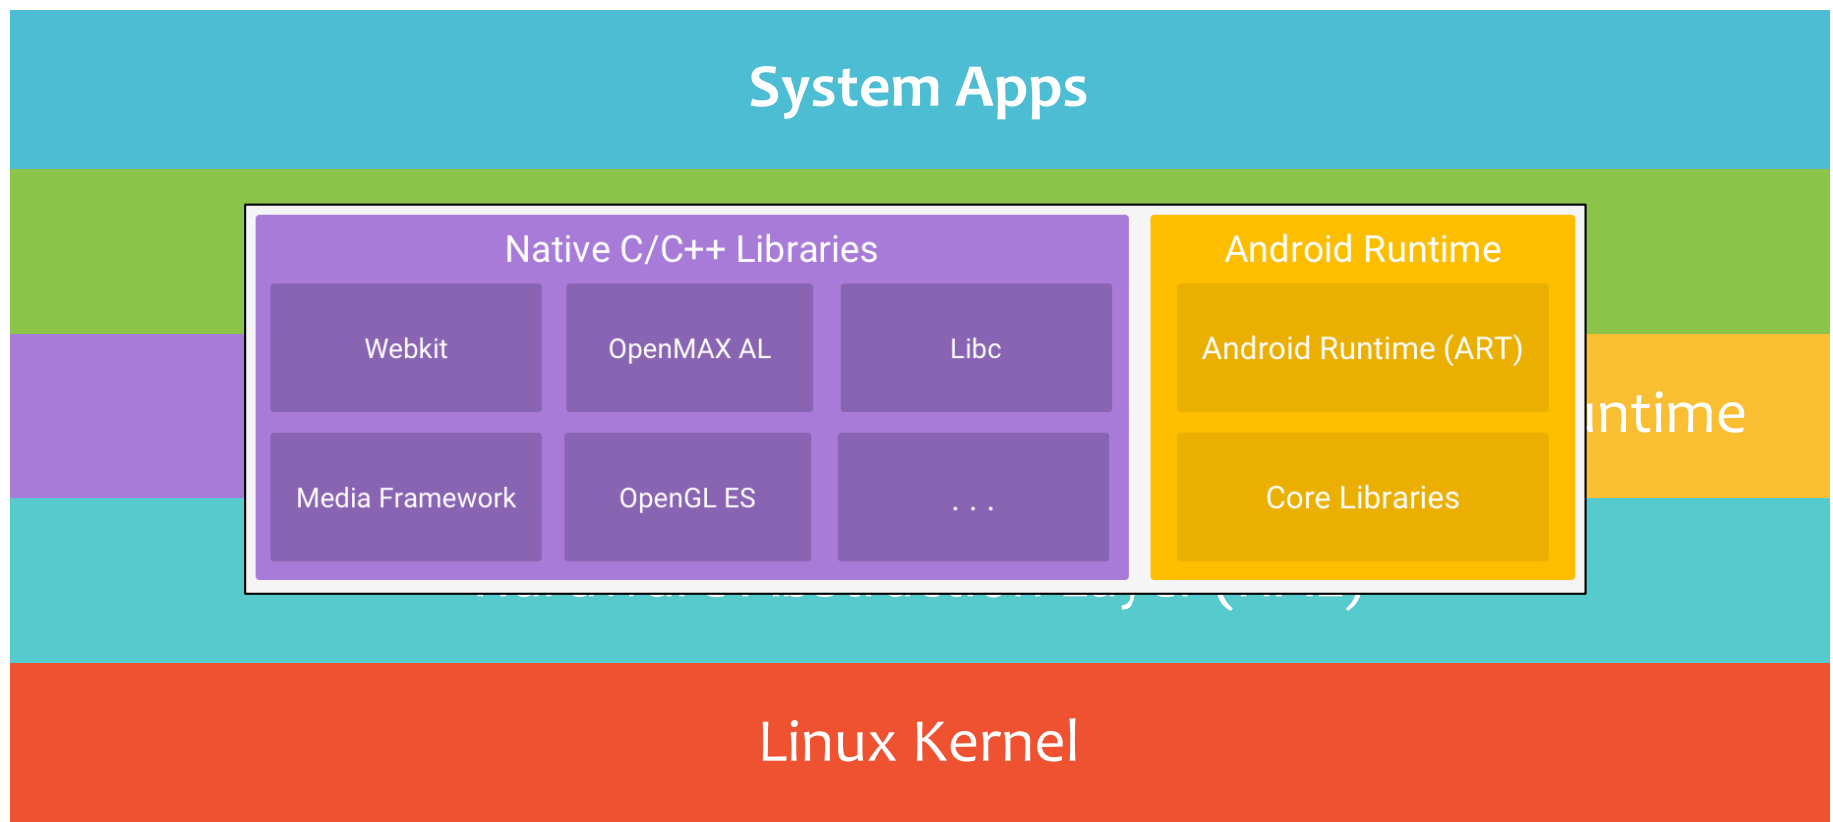 System Apps
Native C/C++ Libraries
Android Runtime
Webkit
OpenMAX AL
Libc
Android Runtime (ART)
Media Framework
OpenGL ES
. . .
Core Libraries
untime
Linux Kernel